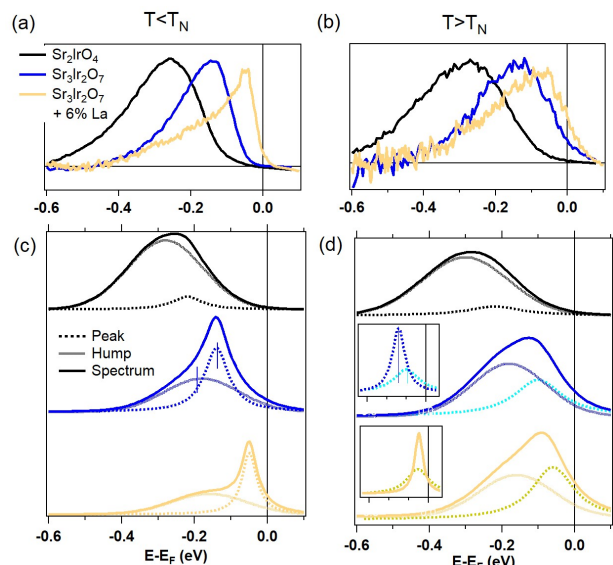 T<T_N
T>T_N
(a)
(b)
Sr₂IrO₄
Sr₃Ir₂O₇
Sr₃Ir₂O₇
+ 6% La
-0.6 -0.4 -0.2 0.0
-0.6 -0.4 -0.2 0.0
(c)
(d)
Peak
Hump
Spectrum
-0.6 -0.4 -0.2 0.0
-0.6 -0.4 -0.2 0.0
E-E_F (eV)
(eV)